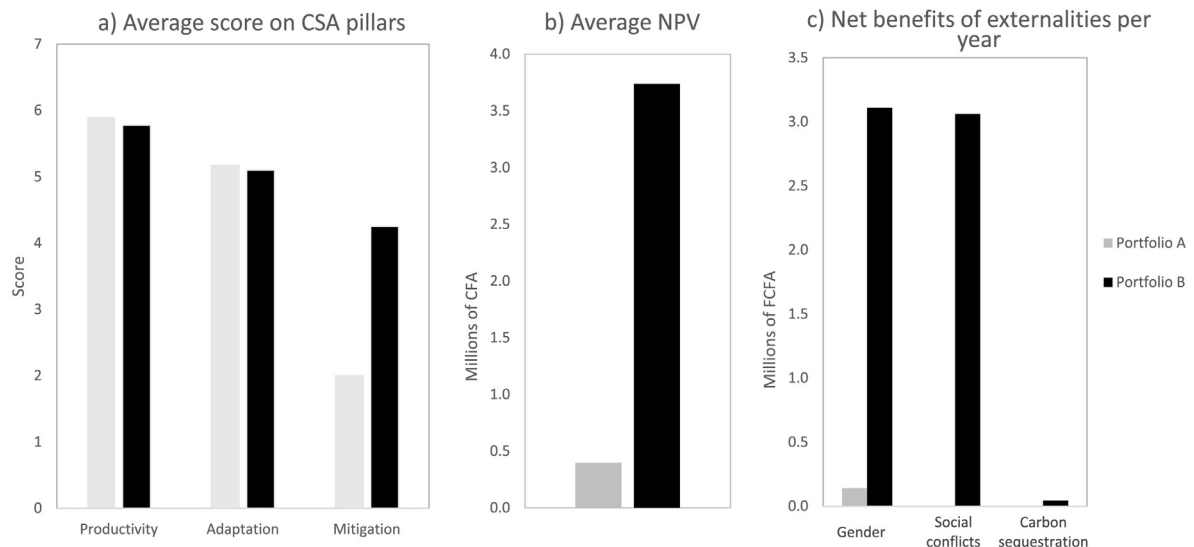 a) Average score on CSA pillars
7
6
5
4
3
2
1
0
Score
Productivity
Adaptation
Mitigation
b) Average NPV
4.0
3.5
3.0
2.5
2.0
1.5
1.0
0.5
0.0
Millions of CFA
c) Net benefits of externalities per
year
3.5
3.0
2.5
2.0
1.5
1.0
0.5
0.0
Millions of FCFA
Gender
Social
conflicts
Carbon
sequestration
Portfolio A
Portfolio B